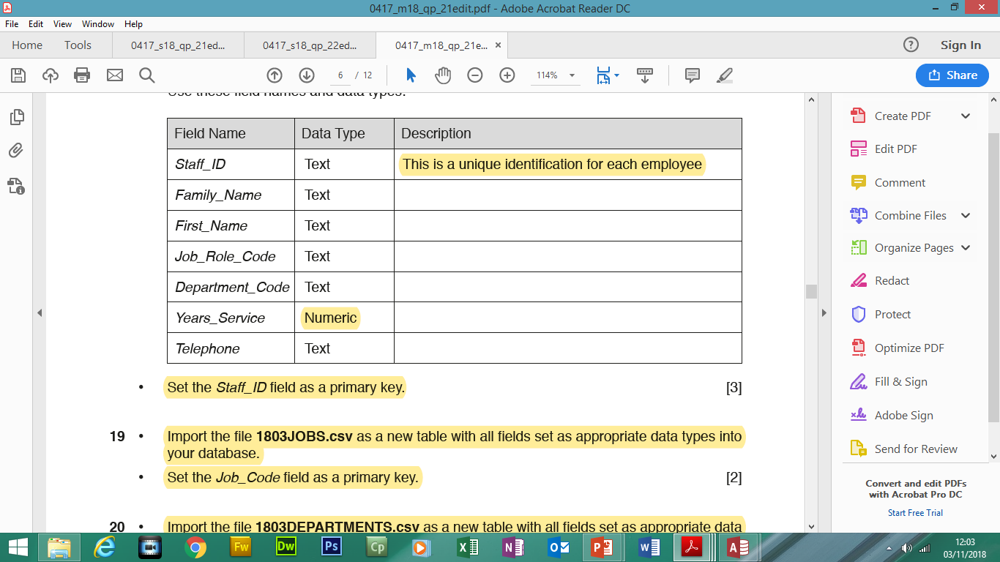 0417_m18_qp_21edit.pdf - Adobe Acrobat Reader DC
File Edit View Window Help
Home Tools 0417_s18_qp_21ed... 0417_s18_qp_22ed... 0417_m18_qp_21e... × Sign In
6 / 12 114% Share
Use these field names and data types:
Field Name Data Type Description
Staff_ID Text This is a unique identification for each employee
Family_Name Text
First_Name Text
Job_Role_Code Text
Department_Code Text
Years_Service Numeric
Telephone Text
• Set the Staff_ID field as a primary key. [3]
19 • Import the file 1803JOBS.csv as a new table with all fields set as appropriate data types into
your database.
• Set the Job_Code field as a primary key. [2]
20 • Import the file 1803DEPARTMENTS.csv as a new table with all fields set as appropriate data
Create PDF
Edit PDF
Comment
Combine Files
Organize Pages
Redact
Protect
Optimize PDF
Fill & Sign
Adobe Sign
Send for Review
Convert and edit PDFs
with Acrobat Pro DC
Start Free Trial
Fw Dw Ps Cp
12:03
03/11/2018